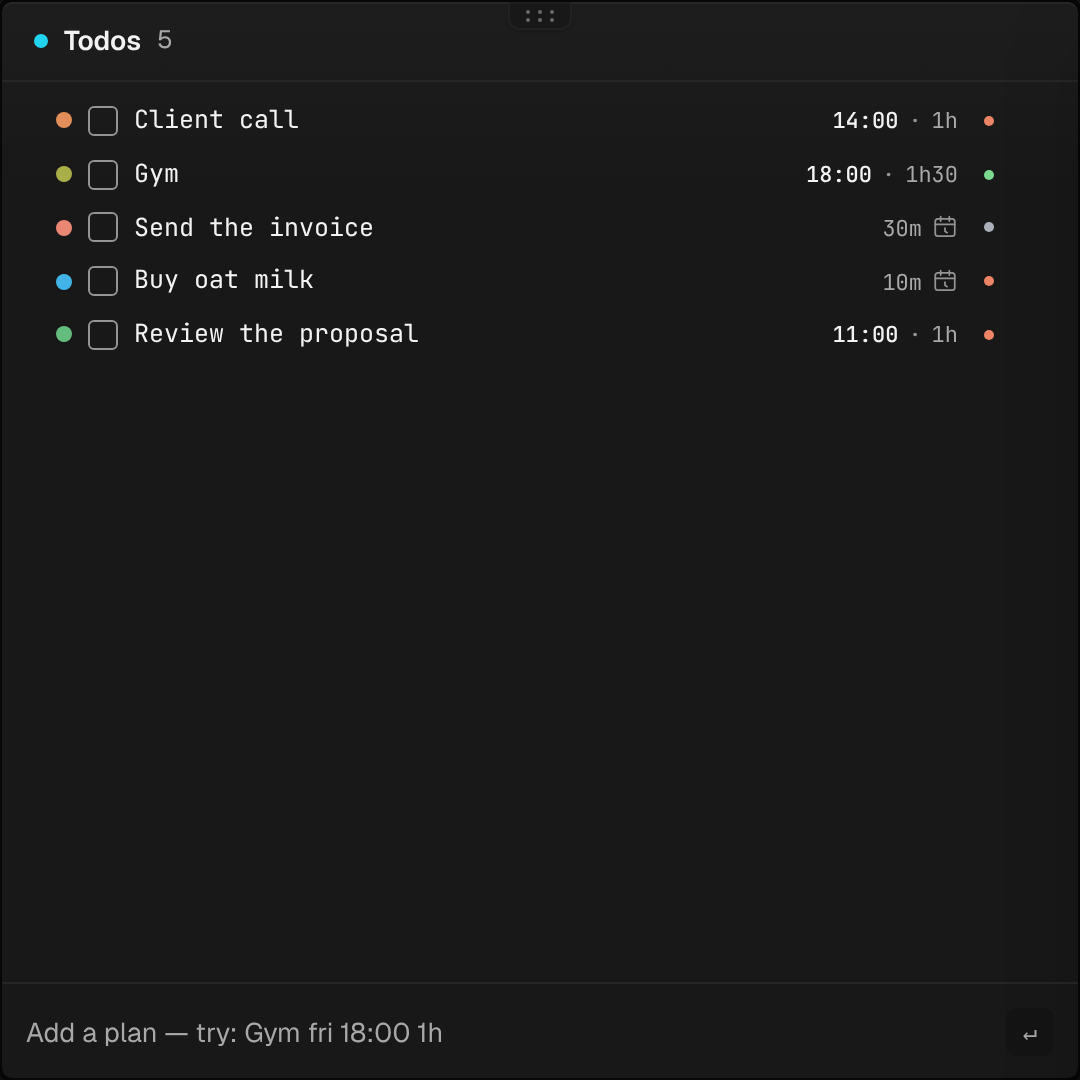 Todos 5
Client call 14:00 · 1h
Gym 18:00 · 1h30
Send the invoice 30m
Buy oat milk 10m
Review the proposal 11:00 · 1h
Add a plan — try: Gym fri 18:00 1h ↵